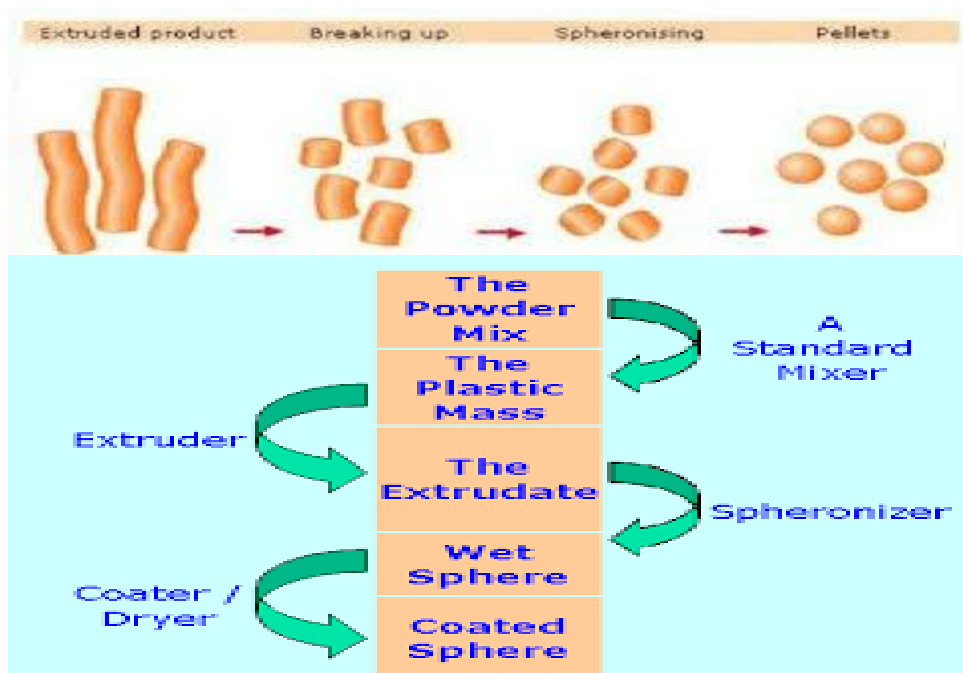 Extruded product Breaking up Spheronising Pellets
The
Powder
Mix
A
Standard
Mixer
The
Plastic
Mass
Extruder
The
Extrudate
Spheronizer
Wet
Sphere
Coater /
Dryer
Coated
Sphere